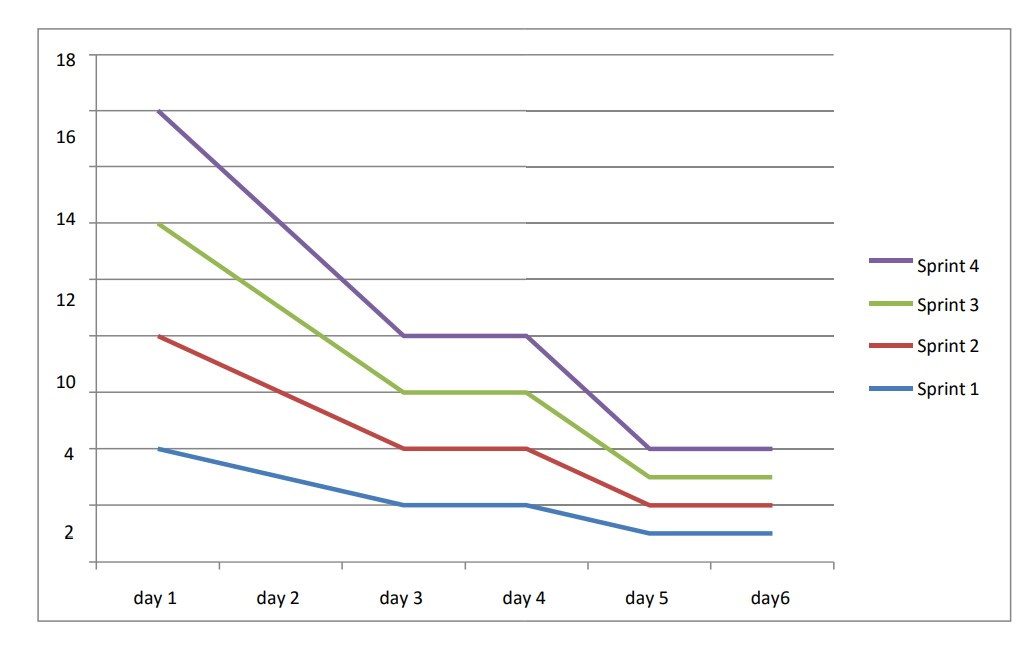 18
16
14
12
10
4
2
day 1 day 2 day 3 day 4 day 5 day6
Sprint 4
Sprint 3
Sprint 2
Sprint 1